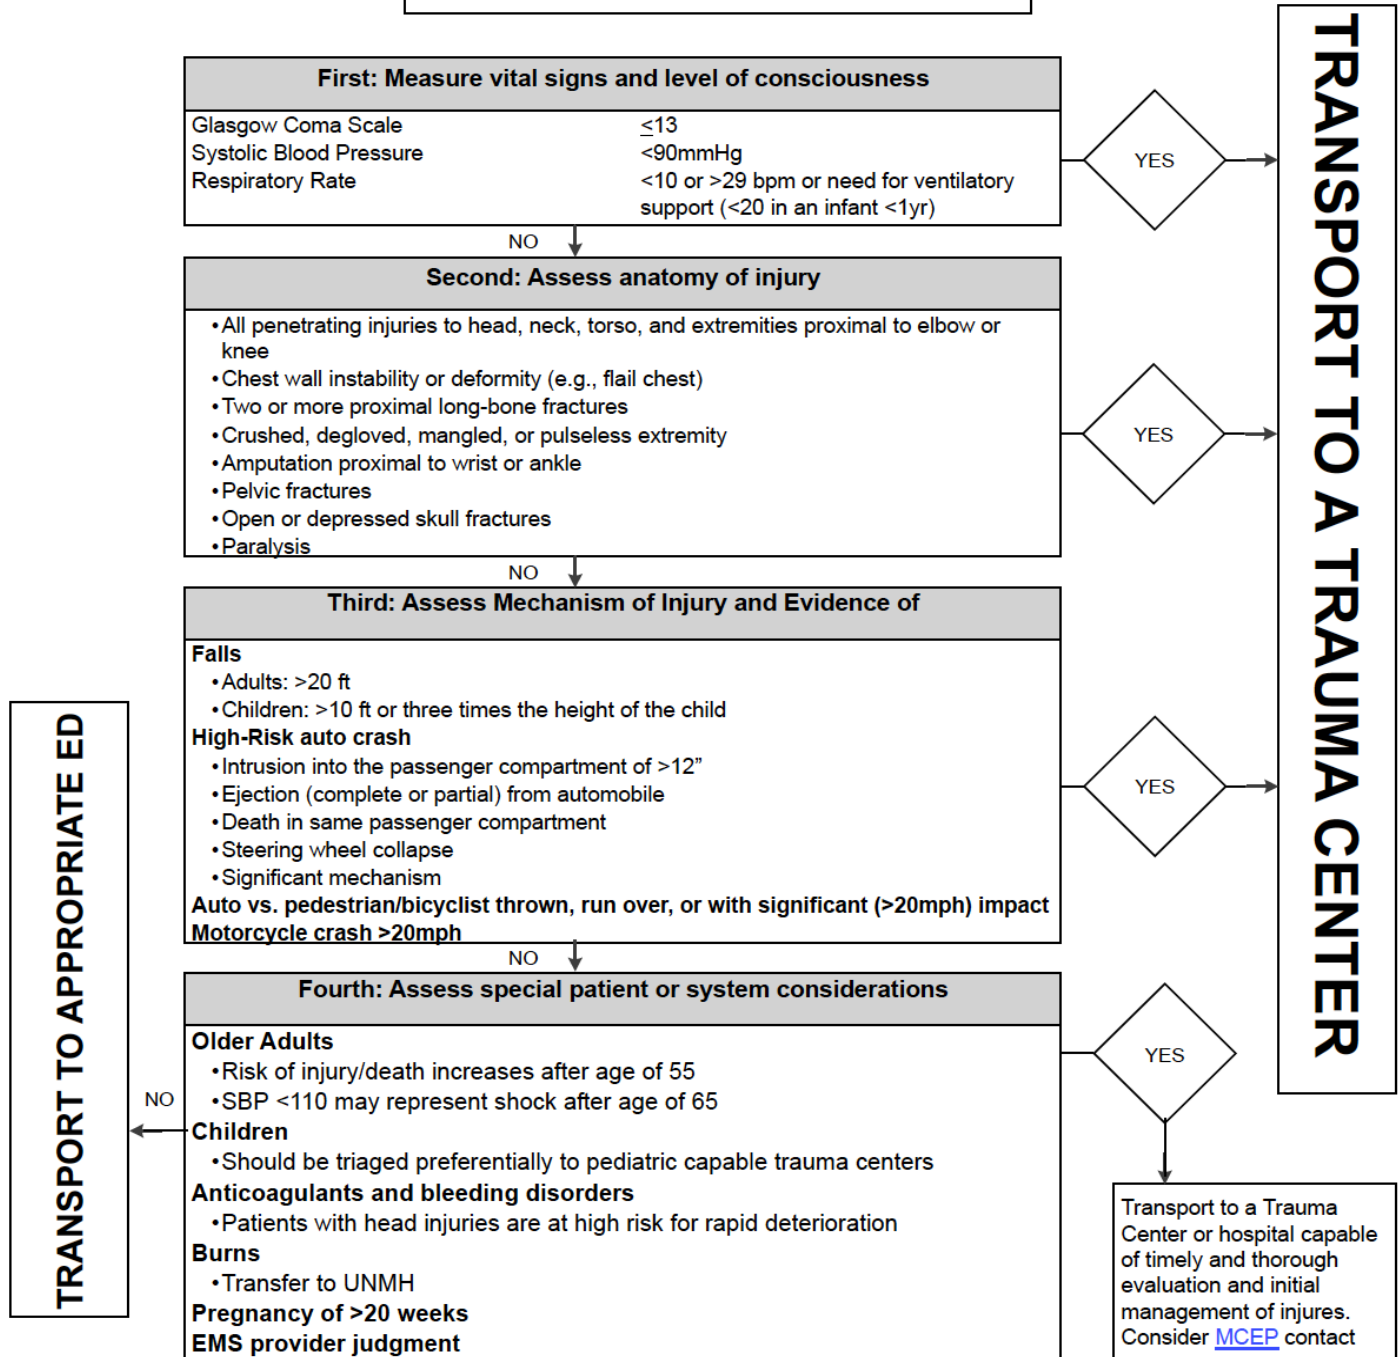 First: Measure vital signs and level of consciousness
Glasgow Coma Scale ≤13
Systolic Blood Pressure <90mmHg
Respiratory Rate <10 or >29 bpm or need for ventilatory
support (<20 in an infant <1yr)
YES
NO
Second: Assess anatomy of injury
•All penetrating injuries to head, neck, torso, and extremities proximal to elbow or
knee
•Chest wall instability or deformity (e.g., flail chest)
•Two or more proximal long-bone fractures
•Crushed, degloved, mangled, or pulseless extremity
•Amputation proximal to wrist or ankle
•Pelvic fractures
•Open or depressed skull fractures
•Paralysis
YES
NO
Third: Assess Mechanism of Injury and Evidence of
Falls
•Adults: >20 ft
•Children: >10 ft or three times the height of the child
High-Risk auto crash
•Intrusion into the passenger compartment of >12”
•Ejection (complete or partial) from automobile
•Death in same passenger compartment
•Steering wheel collapse
•Significant mechanism
Auto vs. pedestrian/bicyclist thrown, run over, or with significant (>20mph) impact
Motorcycle crash >20mph
YES
NO
Fourth: Assess special patient or system considerations
Older Adults
•Risk of injury/death increases after age of 55
•SBP <110 may represent shock after age of 65
Children
•Should be triaged preferentially to pediatric capable trauma centers
Anticoagulants and bleeding disorders
•Patients with head injuries are at high risk for rapid deterioration
Burns
•Transfer to UNMH
Pregnancy of >20 weeks
EMS provider judgment
YES
NO
Transport to a Trauma
Center or hospital capable
of timely and thorough
evaluation and initial
management of injures.
Consider MCEP contact
TRANSPORT TO APPROPRIATE ED
TRANSPORT TO A TRAUMA CENTER